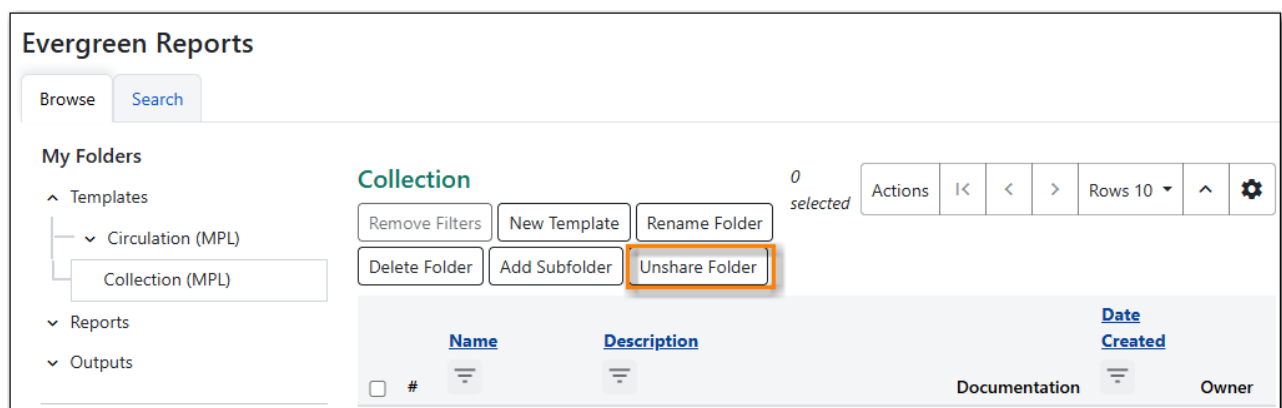 Evergreen Reports
Browse Search
My Folders
Templates
Circulation (MPL)
Collection (MPL)
Reports
Outputs
Collection
0
selected
Actions Rows 10
Remove Filters New Template Rename Folder
Delete Folder Add Subfolder Unshare Folder
# Name Description Documentation Date
Created Owner